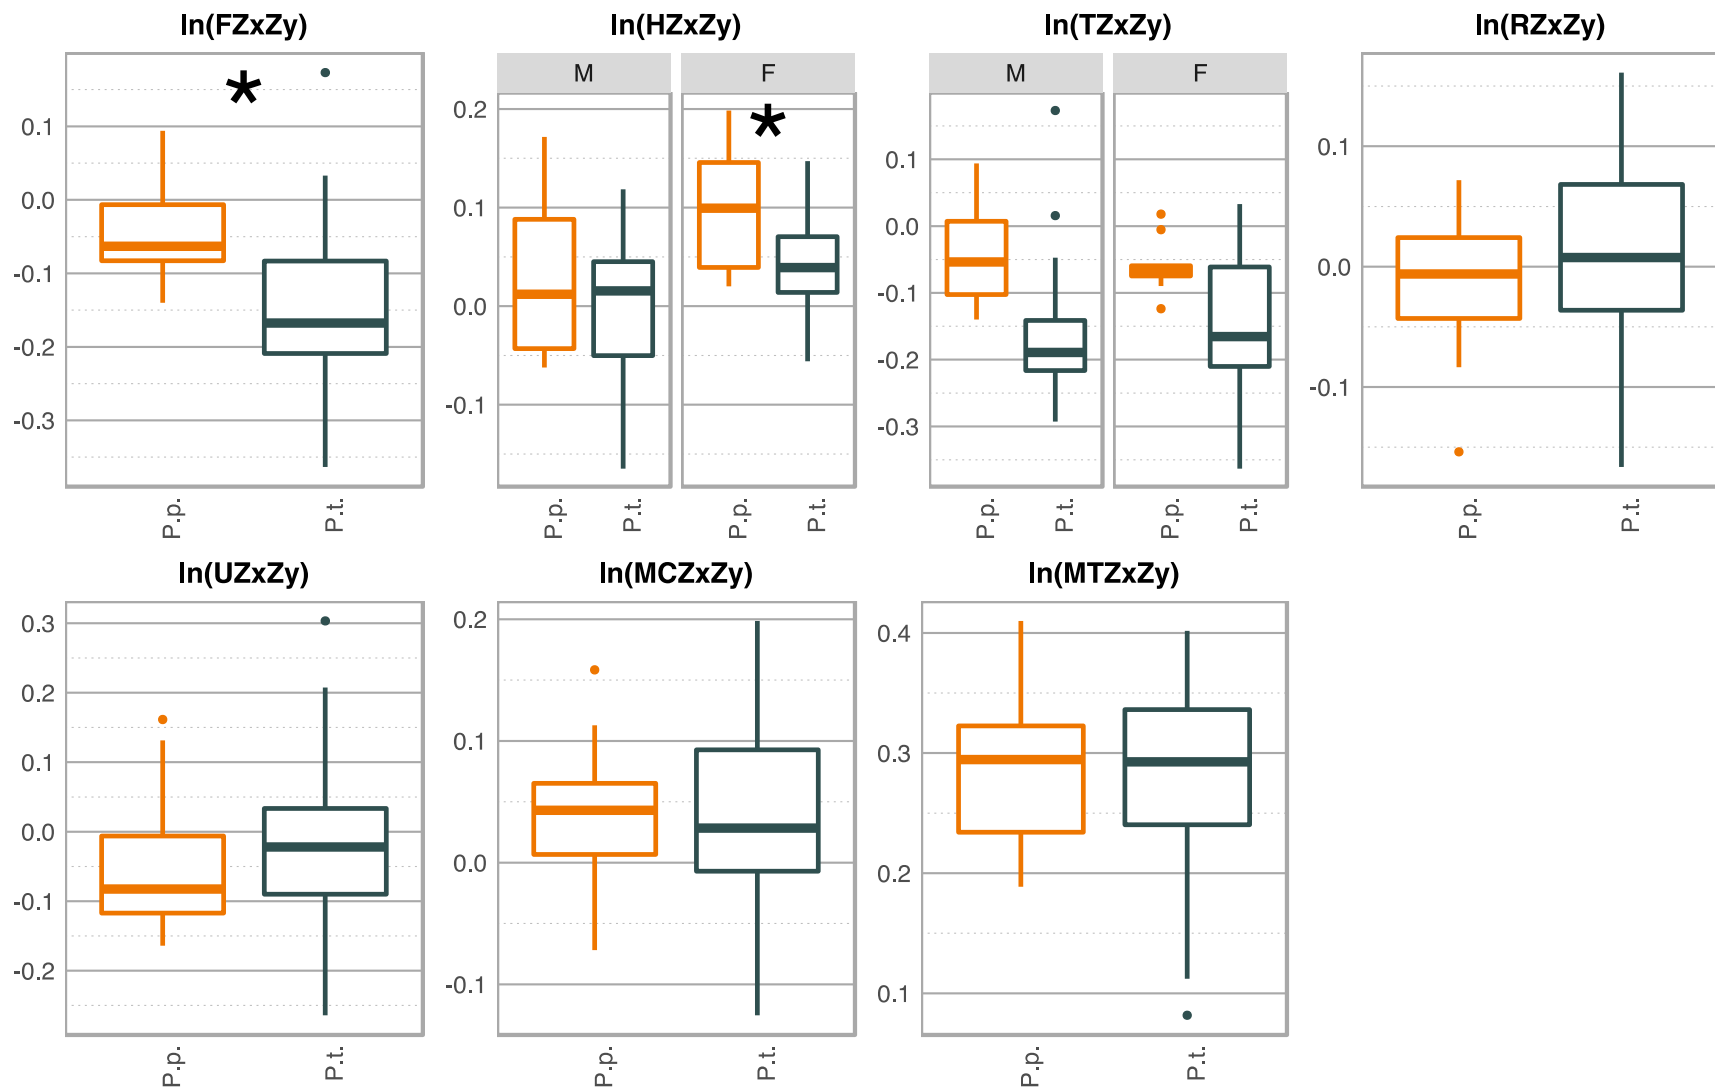 ln(FZxZy)
0.1
0.0
-0.1
-0.2
-0.3
P.p.
P.t.
ln(HZxZy)
M
F
*
0.2
0.1
0.0
-0.1
P.p.
P.t.
P.p.
P.t.
ln(TZxZy)
M
F
0.1
0.0
-0.1
-0.2
-0.3
P.p.
P.t.
P.p.
P.t.
ln(RZxZy)
0.1
0.0
-0.1
P.p.
P.t.
*
ln(UZxZy)
0.3
0.2
0.1
0.0
-0.1
-0.2
P.p.
P.t.
ln(MCZxZy)
0.2
0.1
0.0
-0.1
P.p.
P.t.
ln(MTZxZy)
0.4
0.3
0.2
0.1
P.p.
P.t.